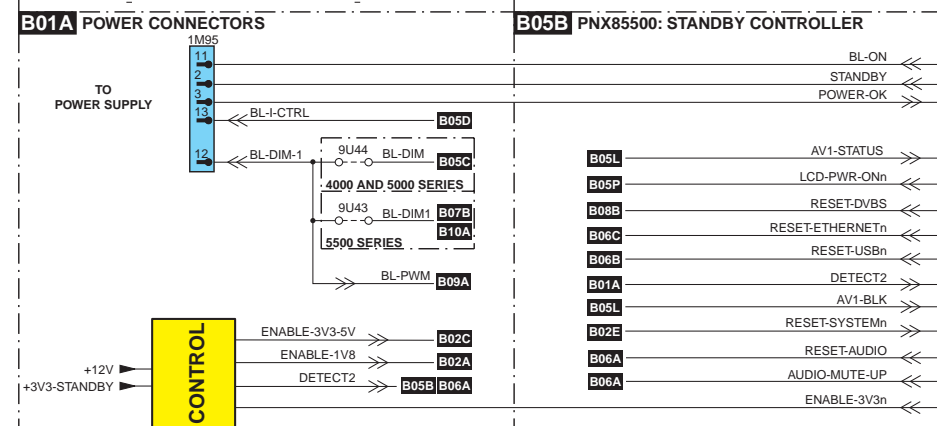 B01A POWER CONNECTORS
1M95
TO
POWER SUPPLY
11
2
3
13
12
BL-I-CTRL
B05D
BL-DIM-1
9U44
BL-DIM
B05C
4000 AND 5000 SERIES
9U43
BL-DIM1
B07B
B10A
5500 SERIES
BL-PWM
B09A
CONTROL
+12V
+3V3-STANDBY
ENABLE-3V3-5V
B02C
ENABLE-1V8
B02A
DETECT2
B05B B06A
B05B PNX85500: STANDBY CONTROLLER
BL-ON
STANDBY
POWER-OK
B05L AV1-STATUS
B05P LCD-PWR-ONn
B08B RESET-DVBS
B06C RESET-ETHERNETn
B06B RESET-USBn
B01A DETECT2
B05L AV1-BLK
B02E RESET-SYSTEMn
B06A RESET-AUDIO
B06A AUDIO-MUTE-UP
ENABLE-3V3n